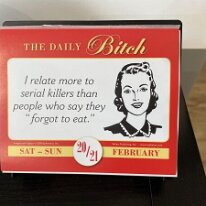 THE DAILY Bitch
I relate more to
serial killers than
people who say they
"forgot to eat."
SAT – SUN
20/21
FEBRUARY